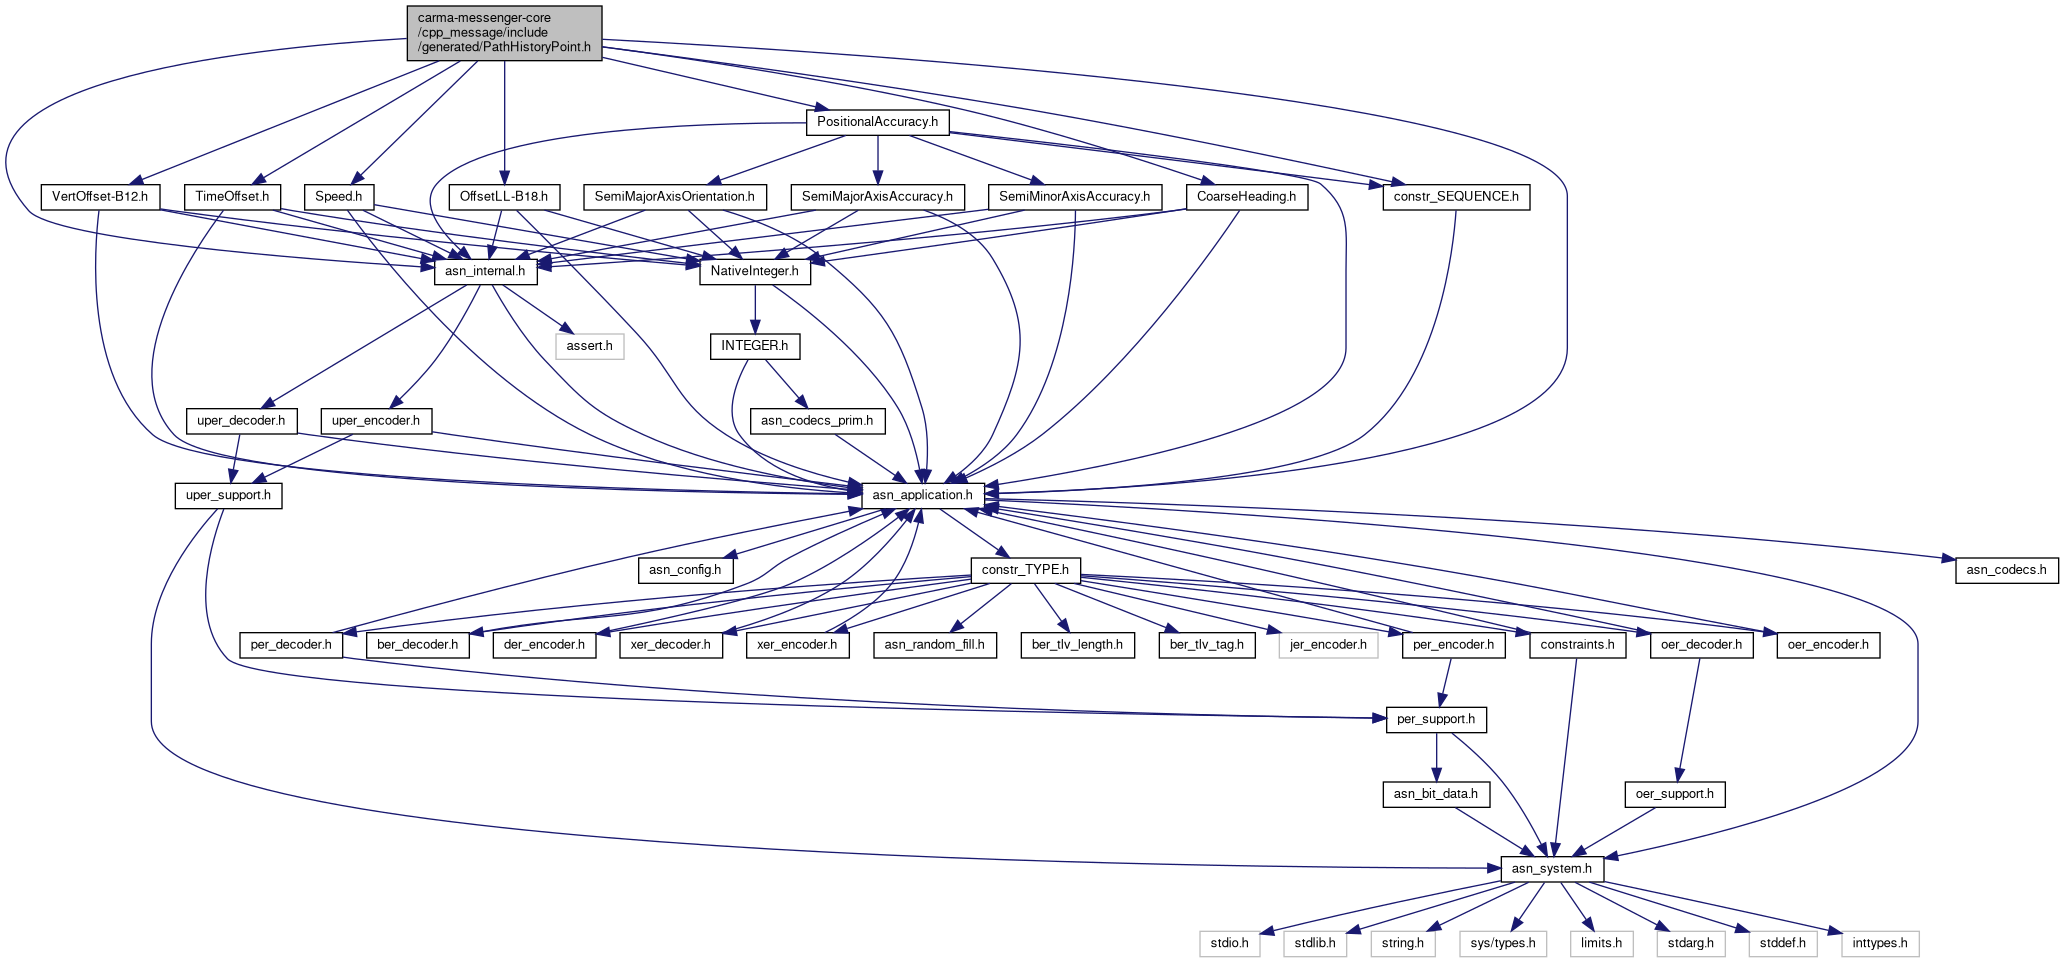 carma-messenger-core
/cpp_message/include
/generated/PathHistoryPoint.h
PositionalAccuracy.h
VertOffset-B12.h
TimeOffset.h
Speed.h
OffsetLL-B18.h
SemiMajorAxisOrientation.h
SemiMajorAxisAccuracy.h
SemiMinorAxisAccuracy.h
CoarseHeading.h
constr_SEQUENCE.h
asn_internal.h
NativeInteger.h
assert.h
INTEGER.h
uper_decoder.h
uper_encoder.h
asn_codecs_prim.h
uper_support.h
asn_application.h
asn_config.h
constr_TYPE.h
asn_codecs.h
per_decoder.h
ber_decoder.h
der_encoder.h
xer_decoder.h
xer_encoder.h
asn_random_fill.h
ber_tlv_length.h
ber_tlv_tag.h
jer_encoder.h
per_encoder.h
constraints.h
oer_decoder.h
oer_encoder.h
per_support.h
asn_bit_data.h
oer_support.h
asn_system.h
stdio.h
stdlib.h
string.h
sys/types.h
limits.h
stdarg.h
stddef.h
inttypes.h